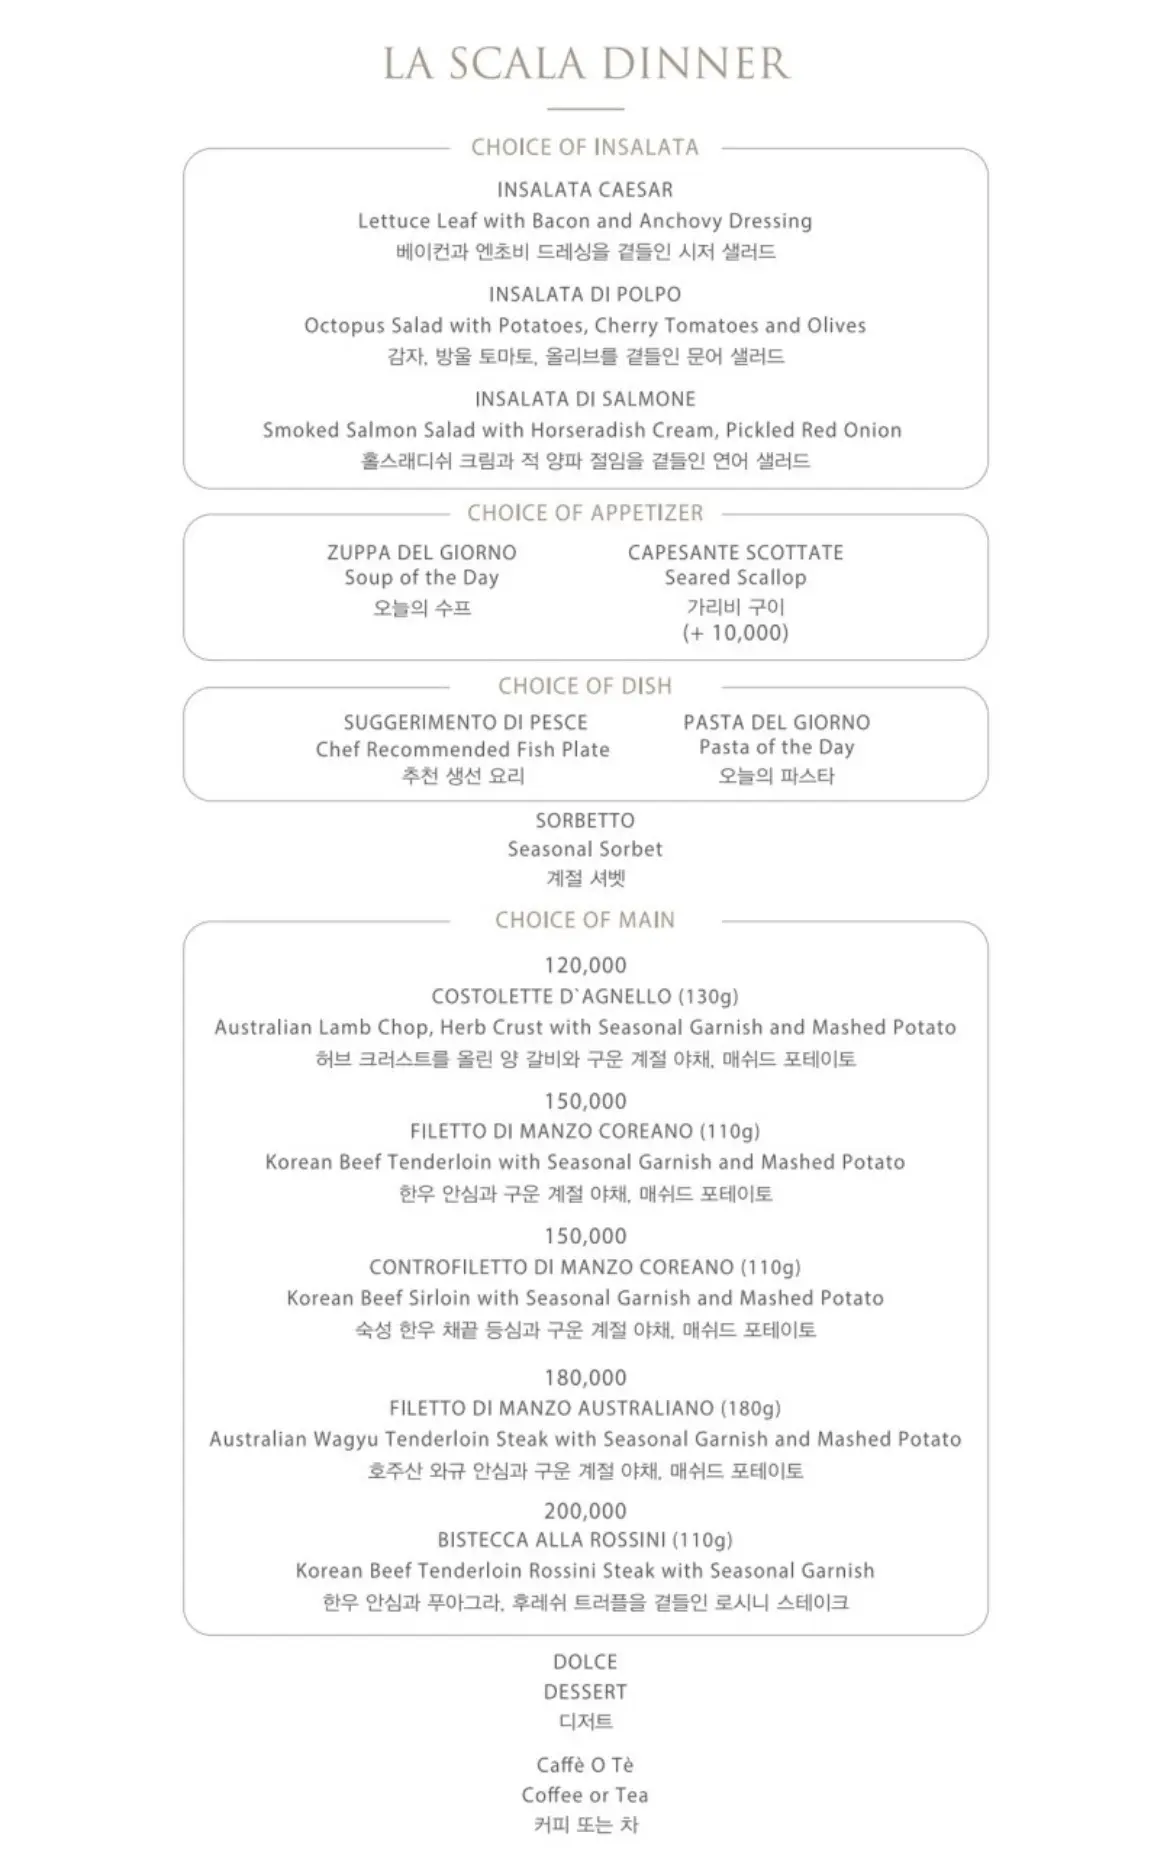 LA SCALA DINNER
CHOICE OF INSALATA
INSALATA CAESAR
Lettuce Leaf with Bacon and Anchovy Dressing
베이컨과 엔초비 드레싱을 곁들인 시저 샐러드
INSALATA DI POLPO
Octopus Salad with Potatoes, Cherry Tomatoes and Olives
감자, 방울 토마토, 올리브를 곁들인 문어 샐러드
INSALATA DI SALMONE
Smoked Salmon Salad with Horseradish Cream, Pickled Red Onion
홀스래디쉬 크림과 적 양파 절임을 곁들인 연어 샐러드
CHOICE OF APPETIZER
ZUPPA DEL GIORNO
Soup of the Day
오늘의 수프
CAPESANTE SCOTTATE
Seared Scallop
가리비 구이
(+ 10,000)
CHOICE OF DISH
SUGGERIMENTO DI PESCE
Chef Recommended Fish Plate
추천 생선 요리
PASTA DEL GIORNO
Pasta of the Day
오늘의 파스타
SORBETTO
Seasonal Sorbet
계절 셔벳
CHOICE OF MAIN
120,000
COSTOLETTE D`AGNELLO (130g)
Australian Lamb Chop, Herb Crust with Seasonal Garnish and Mashed Potato
허브 크러스트를 올린 양 갈비와 구운 계절 야채, 매쉬드 포테이토
150,000
FILETTO DI MANZO COREANO (110g)
Korean Beef Tenderloin with Seasonal Garnish and Mashed Potato
한우 안심과 구운 계절 야채, 매쉬드 포테이토
150,000
CONTROFILETTO DI MANZO COREANO (110g)
Korean Beef Sirloin with Seasonal Garnish and Mashed Potato
숙성 한우 채끝 등심과 구운 계절 야채, 매쉬드 포테이토
180,000
FILETTO DI MANZO AUSTRALIANO (180g)
Australian Wagyu Tenderloin Steak with Seasonal Garnish and Mashed Potato
호주산 와규 안심과 구운 계절 야채, 매쉬드 포테이토
200,000
BISTECCA ALLA ROSSINI (110g)
Korean Beef Tenderloin Rossini Steak with Seasonal Garnish
한우 안심과 푸아그라, 후레쉬 트러플을 곁들인 로시니 스테이크
DOLCE
DESSERT
디저트
Caffè O Tè
Coffee or Tea
커피 또는 차